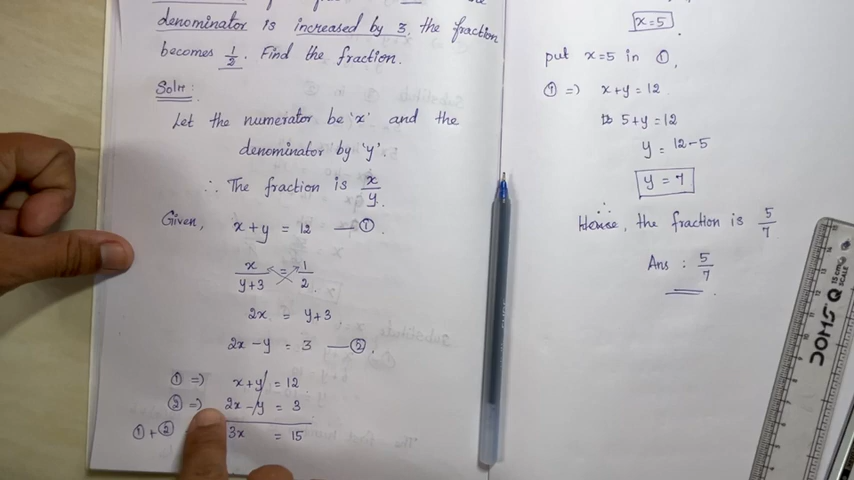 denominator is increased by 3, the fraction
becomes 1/2. Find the fraction.
Soln:
Let the numerator be 'x' and the
denominator by 'y'.
∴ The fraction is x/y.
Given, x+y = 12 —①.
x/y+3 = 1/2.
2x = y+3
2x-y = 3 —②.
① => x+y = 12
② => 2x-y = 3
①+② 3x = 15
x=5
put x=5 in ①,
① => x+y = 12.
5+y = 12
y = 12-5
y = 7
∴ Hence, the fraction is 5/7
Ans : 5/7
DOMS Q
15 cm
SCALE